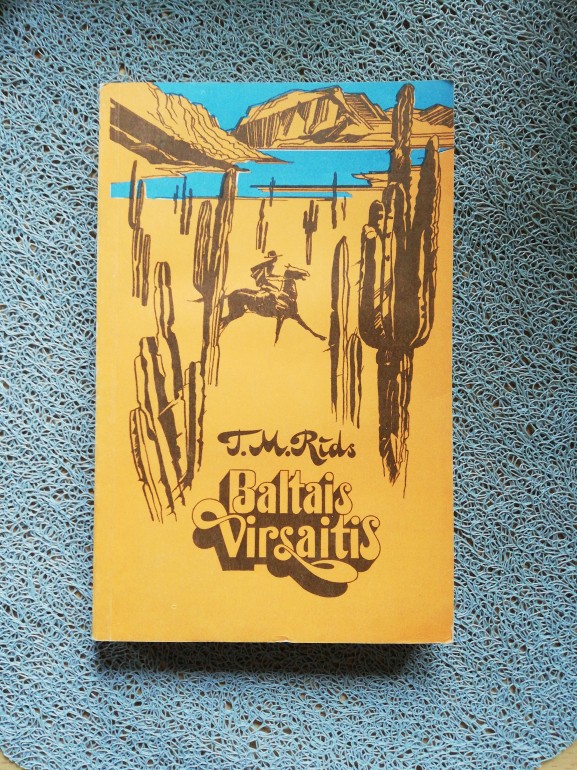 T. M. Rīds
Baltais
Virsaitis